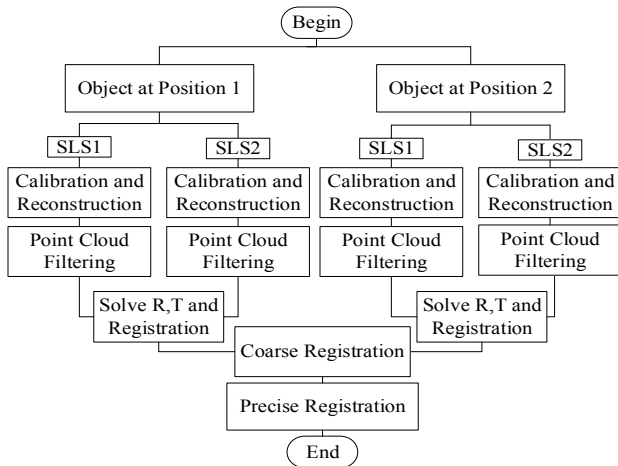 Begin
Object at Position 1
Object at Position 2
SLS1
SLS2
SLS1
SLS2
Calibration and
Reconstruction
Calibration and
Reconstruction
Calibration and
Reconstruction
Calibration and
Reconstruction
Point Cloud
Filtering
Point Cloud
Filtering
Point Cloud
Filtering
Point Cloud
Filtering
Solve R,T and
Registration
Solve R,T and
Registration
Coarse Registration
Precise Registration
End